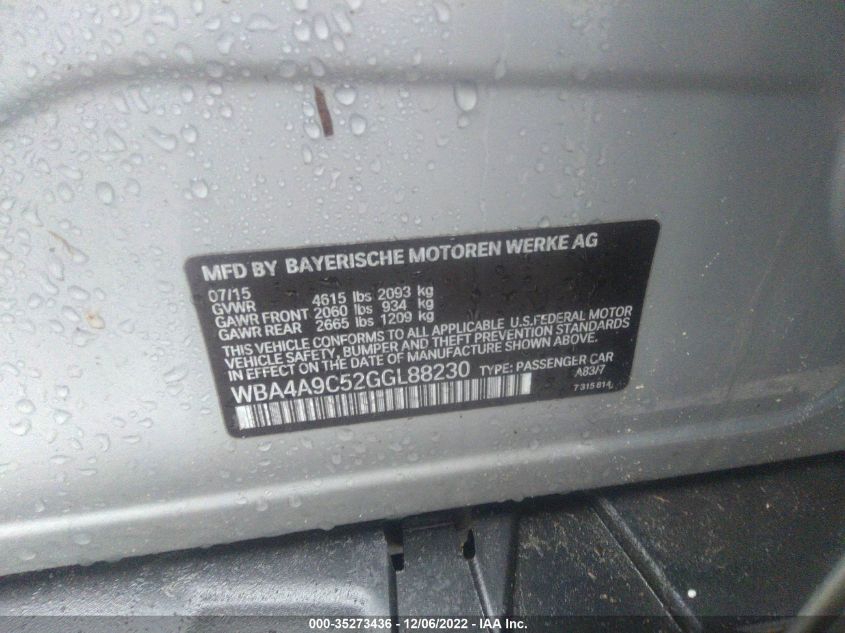 MFD BY BAYERISCHE MOTOREN WERKE AG
07/15
GVWR 4615 lbs 2093 kg
GAWR FRONT 2060 lbs 934 kg
GAWR REAR 2665 lbs 1209 kg
THIS VEHICLE CONFORMS TO ALL APPLICABLE U.S.FEDERAL MOTOR
VEHICLE SAFETY, BUMPER, AND THEFT PREVENTION STANDARDS
IN EFFECT ON THE DATE OF MANUFACTURE SHOWN ABOVE.
WBA4A9C52GGL88230 TYPE: PASSENGER CAR
A83/7
7315814
000-35273436 - 12/06/2022 - IAA Inc.